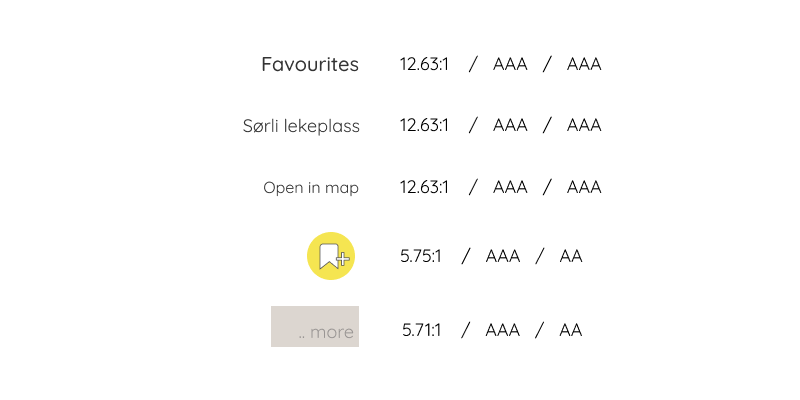 Favourites 12.63:1 / AAA / AAA
Sørli lekeplass 12.63:1 / AAA / AAA
Open in map 12.63:1 / AAA / AAA
5.75:1 / AAA / AA
.. more 5.71:1 / AAA / AA